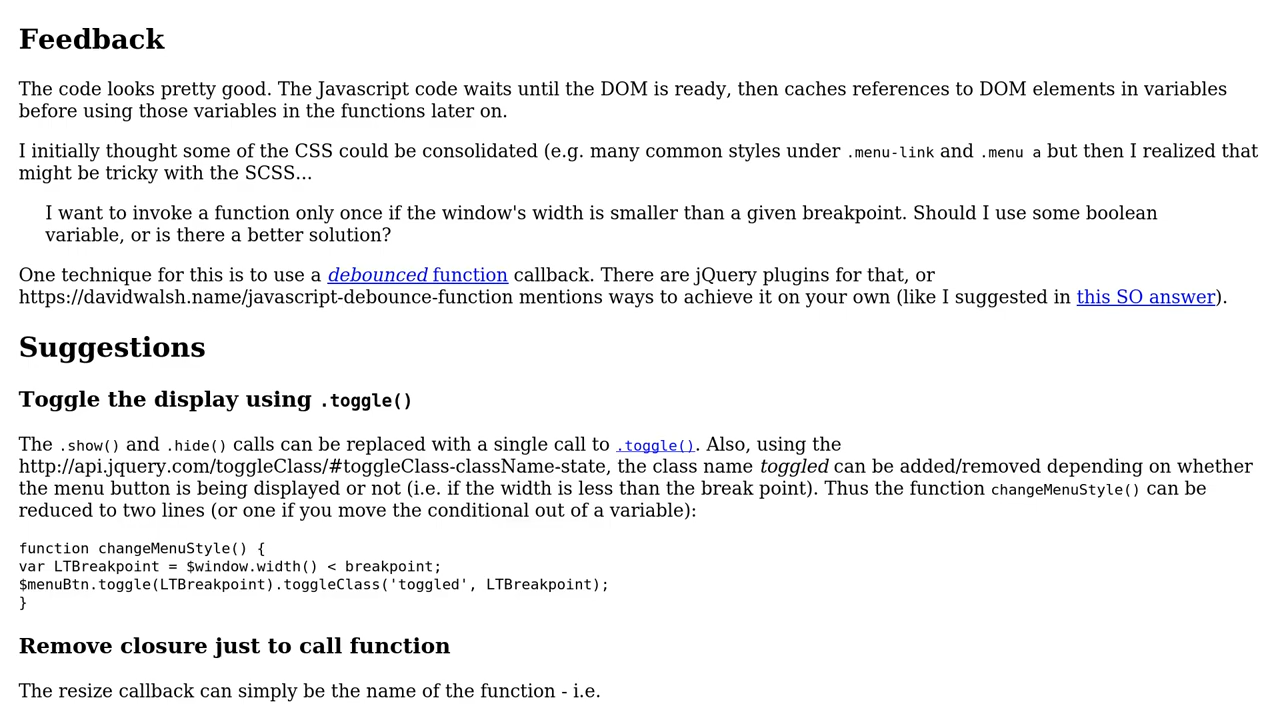 Feedback
The code looks pretty good. The Javascript code waits until the DOM is ready, then caches references to DOM elements in variables
before using those variables in the functions later on.
I initially thought some of the CSS could be consolidated (e.g. many common styles under .menu-link and .menu a but then I realized that
might be tricky with the SCSS...
I want to invoke a function only once if the window's width is smaller than a given breakpoint. Should I use some boolean
variable, or is there a better solution?
One technique for this is to use a debounced function callback. There are jQuery plugins for that, or
https://davidwalsh.name/javascript-debounce-function mentions ways to achieve it on your own (like I suggested in this SO answer).
Suggestions
Toggle the display using .toggle()
The .show() and .hide() calls can be replaced with a single call to .toggle(). Also, using the
http://api.jquery.com/toggleClass/#toggleClass-className-state, the class name toggled can be added/removed depending on whether
the menu button is being displayed or not (i.e. if the width is less than the break point). Thus the function changeMenuStyle() can be
reduced to two lines (or one if you move the conditional out of a variable):
function changeMenuStyle() {
var LTBreakpoint = $window.width() < breakpoint;
$menuBtn.toggle(LTBreakpoint).toggleClass('toggled', LTBreakpoint);
}
Remove closure just to call function
The resize callback can simply be the name of the function - i.e.